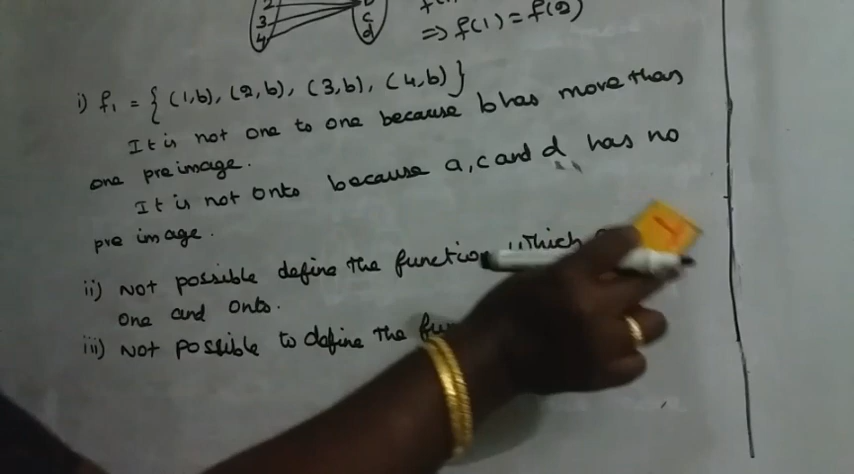 2
3 c
4 d
⇒ f(1) = f(2)
i) f₁ = { (1,b), (2,b), (3,b), (4,b) }
It is not one to one because b has more than
one pre image.
It is not onto because a, c and d has no
pre image.
ii) Not possible define the function which
one and onto.
iii) Not possible to define the